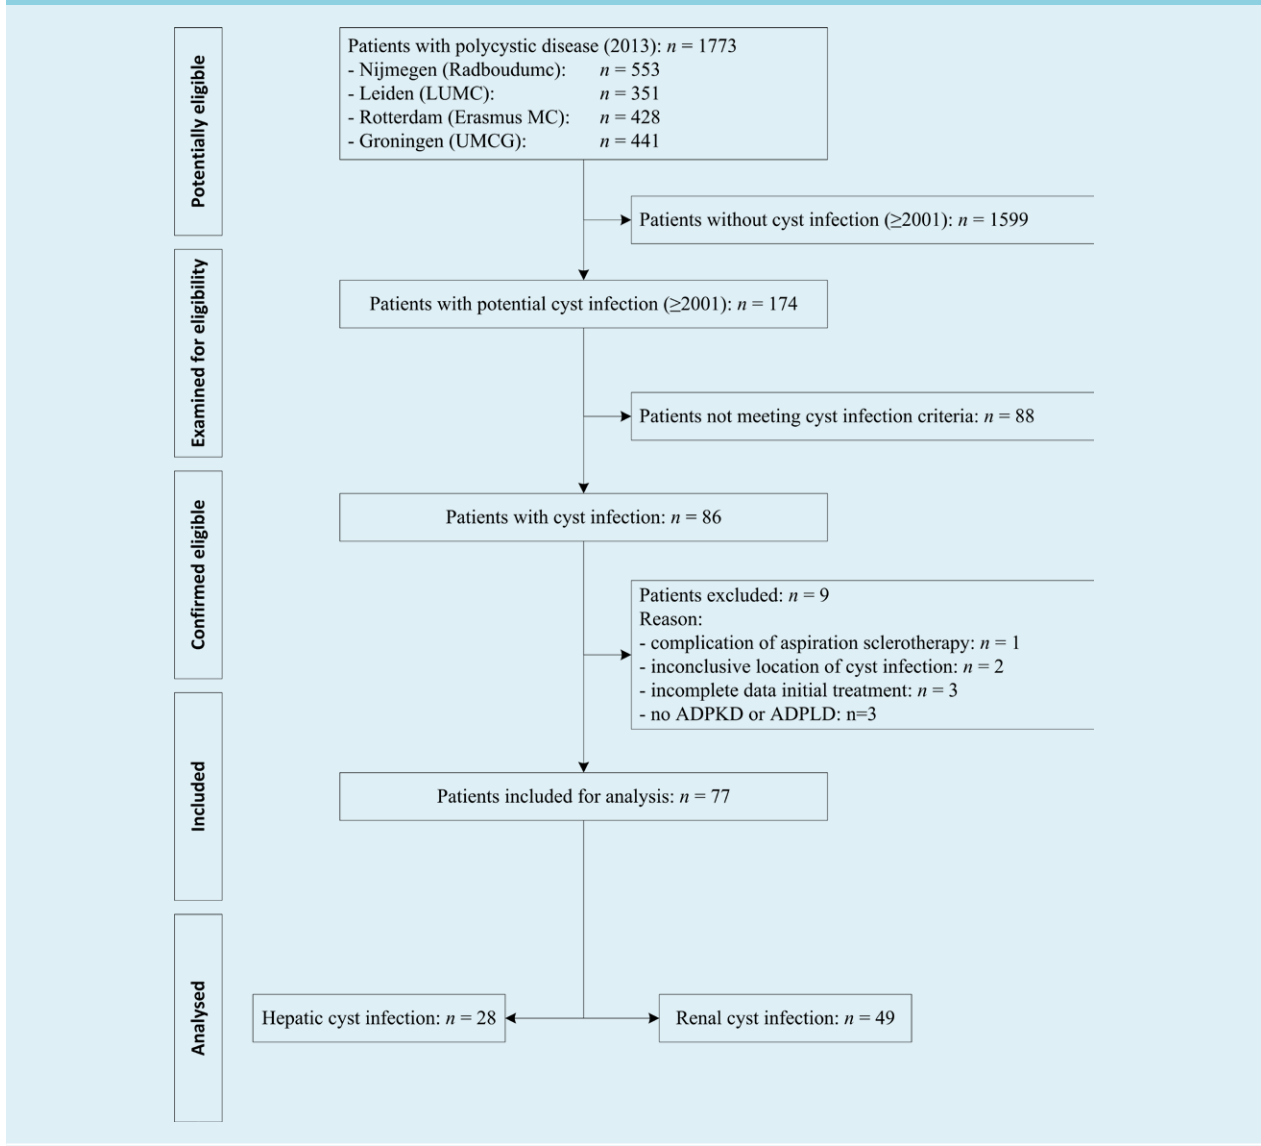 Potentially eligible
Patients with polycystic disease (2013): n = 1773
- Nijmegen (Radboudumc): n = 553
- Leiden (LUMC): n = 351
- Rotterdam (Erasmus MC): n = 428
- Groningen (UMCG): n = 441
Patients without cyst infection (≥2001): n = 1599
Examined for eligibility
Patients with potential cyst infection (≥2001): n = 174
Patients not meeting cyst infection criteria: n = 88
Confirmed eligible
Patients with cyst infection: n = 86
Patients excluded: n = 9
Reason:
- complication of aspiration sclerotherapy: n = 1
- inconclusive location of cyst infection: n = 2
- incomplete data initial treatment: n = 3
- no ADPKD or ADPLD: n=3
Included
Patients included for analysis: n = 77
Analysed
Hepatic cyst infection: n = 28
Renal cyst infection: n = 49